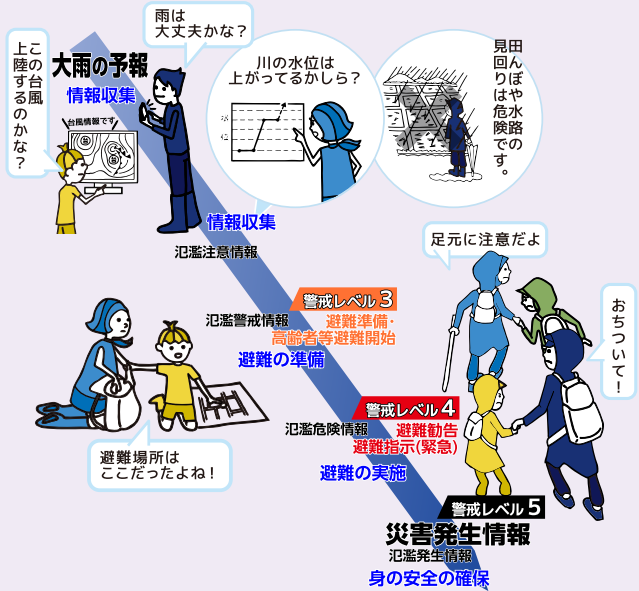 雨は
大丈夫かな？
この台風
上陸するのかな？
大雨の予報
情報収集
台風情報です
川の水位は
上がってるかしら？
水位
田んぼや水路の
見回りは危険です。
情報収集
氾濫注意情報
足元に注意だよ
おちついて！
警戒レベル3
氾濫警戒情報
避難準備・
高齢者等避難開始
避難の準備
警戒レベル4
氾濫危険情報
避難勧告
避難指示(緊急)
避難の実施
避難場所は
ここだったよね！
警戒レベル5
災害発生情報
氾濫発生情報
身の安全の確保